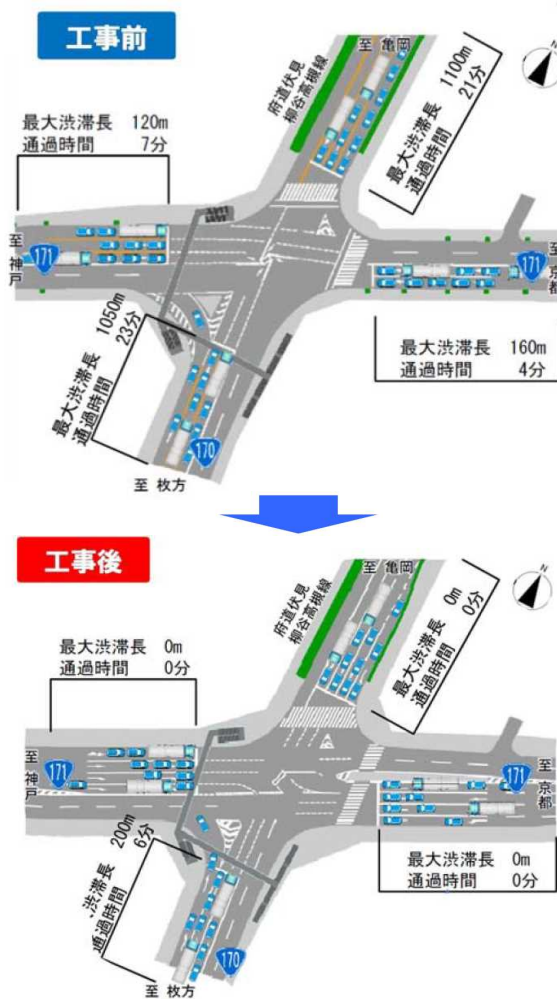 工事前
至 亀岡
N
府道伏見
柳谷高槻線
最大渋滞長 1100m
通過時間 21分
最大渋滞長 120m
通過時間 7分
至 神戸
171
171
至 京都
最大渋滞長 1050m
通過時間 23分
最大渋滞長 160m
通過時間 4分
170
至 枚方
工事後
至 亀岡
N
府道伏見
柳谷高槻線
最大渋滞長 0m
通過時間 0分
最大渋滞長 0m
通過時間 0分
至 神戸
171
171
至 京都
渋滞長 200m
通過時間 6分
最大渋滞長 0m
通過時間 0分
170
至 枚方